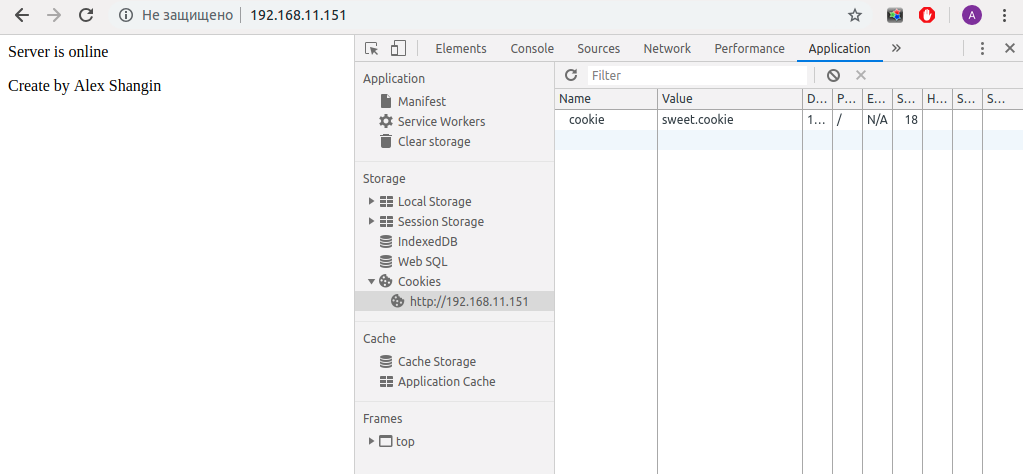 Не защищено | 192.168.11.151 A
Server is online
Create by Alex Shangin
Elements Console Sources Network Performance Application »
Application
Manifest
Service Workers
Clear storage
Storage
Local Storage
Session Storage
IndexedDB
Web SQL
Cookies
http://192.168.11.151
Cache
Cache Storage
Application Cache
Frames
top
Filter
Name Value D... P... E... S... H... S... S...
cookie sweet.cookie 1... / N/A 18